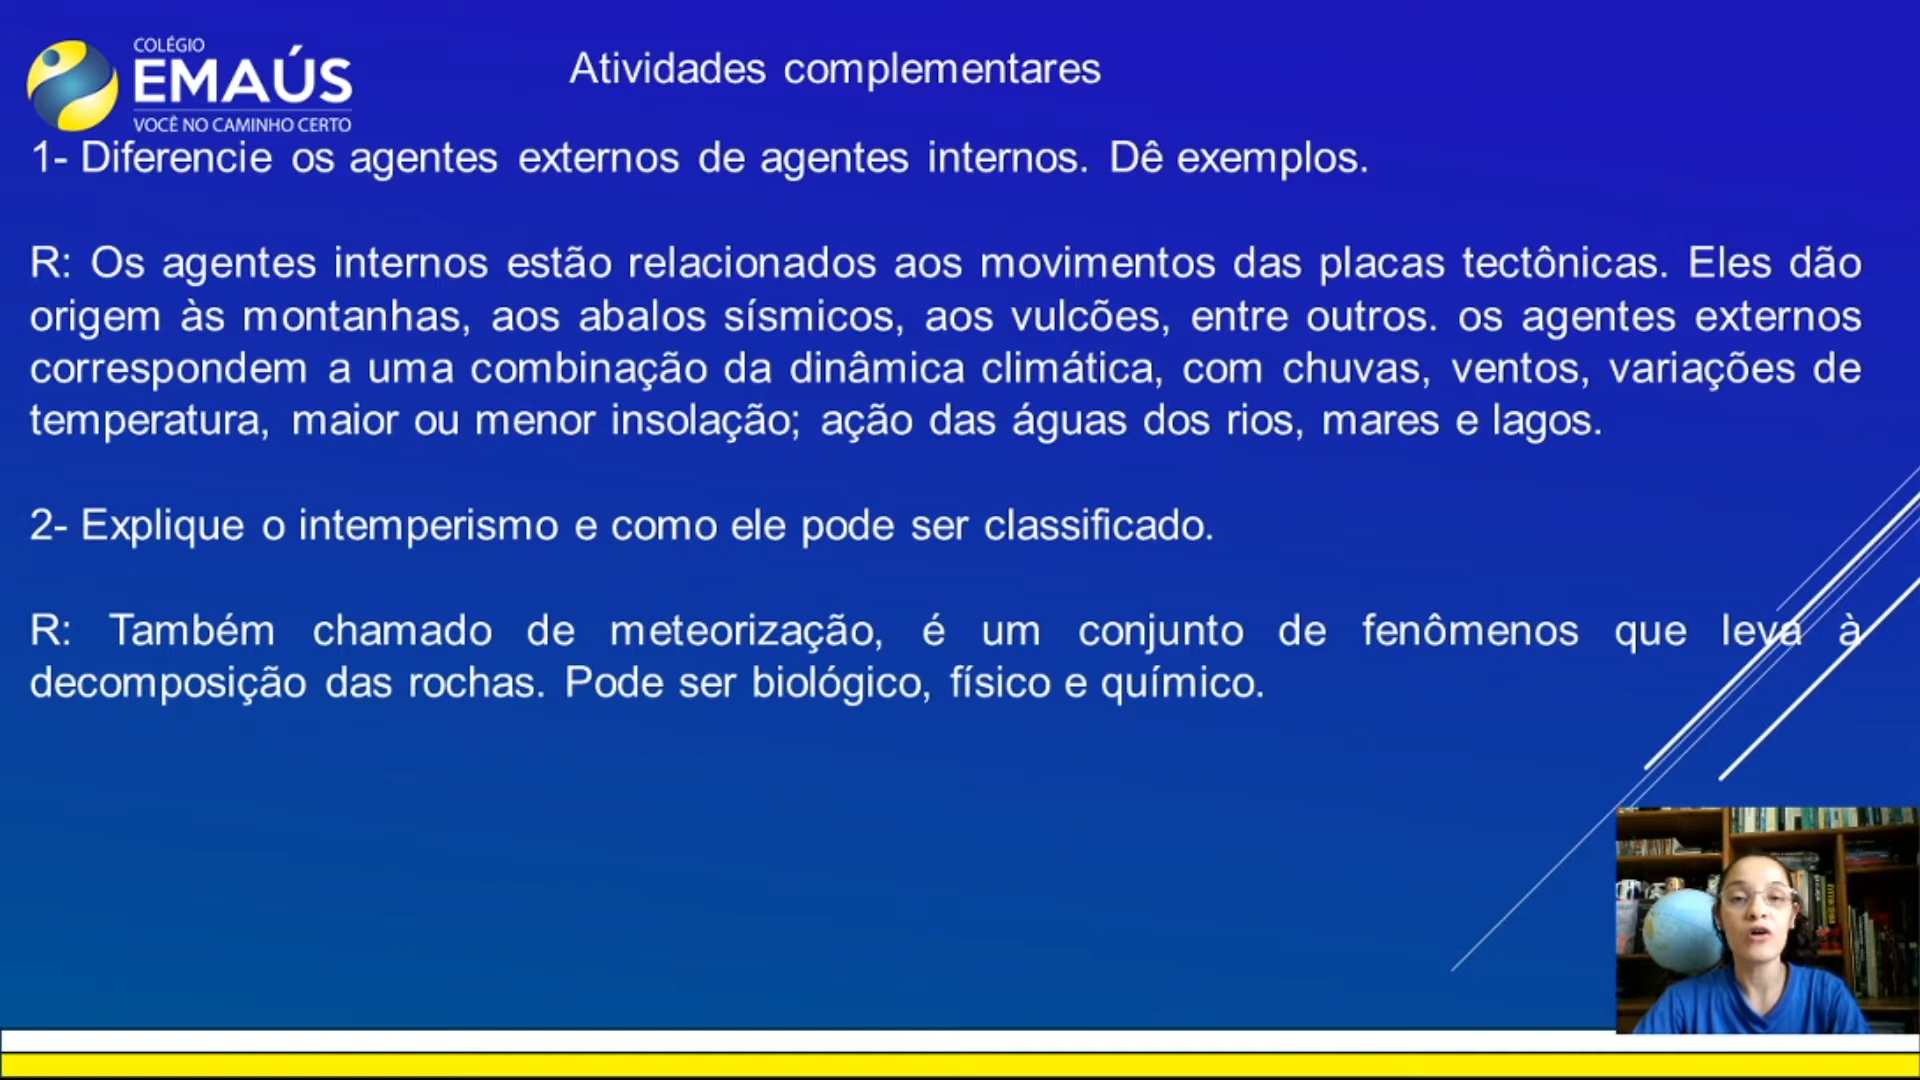 COLÉGIO
EMAÚS
VOCÊ NO CAMINHO CERTO
Atividades complementares
1- Diferencie os agentes externos de agentes internos. Dê exemplos.
R: Os agentes internos estão relacionados aos movimentos das placas tectônicas. Eles dão
origem às montanhas, aos abalos sísmicos, aos vulcões, entre outros. os agentes externos
correspondem a uma combinação da dinâmica climática, com chuvas, ventos, variações de
temperatura, maior ou menor insolação; ação das águas dos rios, mares e lagos.
2- Explique o intemperismo e como ele pode ser classificado.
R: Também chamado de meteorização, é um conjunto de fenômenos que leva à
decomposição das rochas. Pode ser biológico, físico e químico.